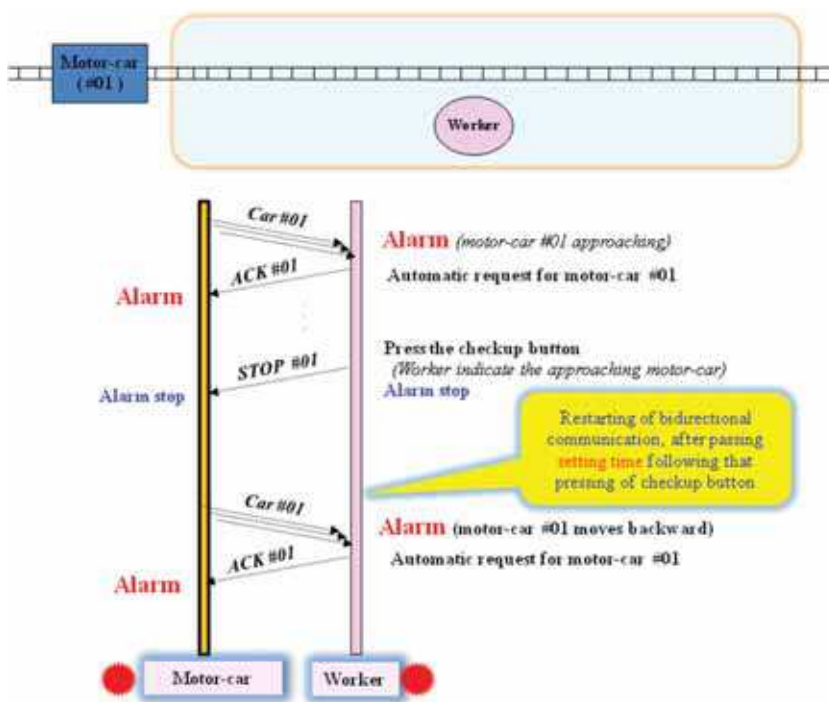 Motor-car
(#01)
Worker
Car #01
Alarm (motor-car #01 approaching)
ACK #01
Automatic request for motor-car #01
Alarm
Press the checkup button
STOP #01
(Worker indicate the approaching motor-car)
Alarm stop
Alarm stop
Restarting of bidirectional
communication, after passing
setting time following that
pressing of checkup button
Car #01
Alarm (motor-car #01 moves backward)
ACK #01
Automatic request for motor-car #01
Alarm
Motor-car
Worker